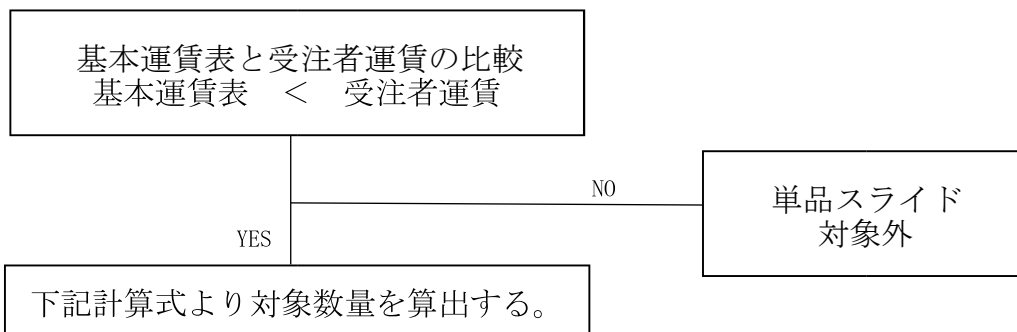 基本運賃表と受注者運賃の比較
基本運賃表　＜　受注者運賃
NO
単品スライド
対象外
YES
下記計算式より対象数量を算出する。